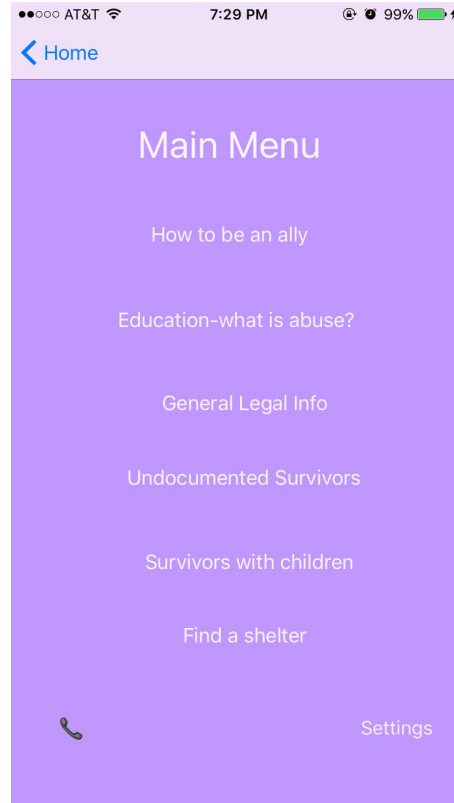 AT&T 7:29 PM 99%
Home
Main Menu
How to be an ally
Education-what is abuse?
General Legal Info
Undocumented Survivors
Survivors with children
Find a shelter
Settings